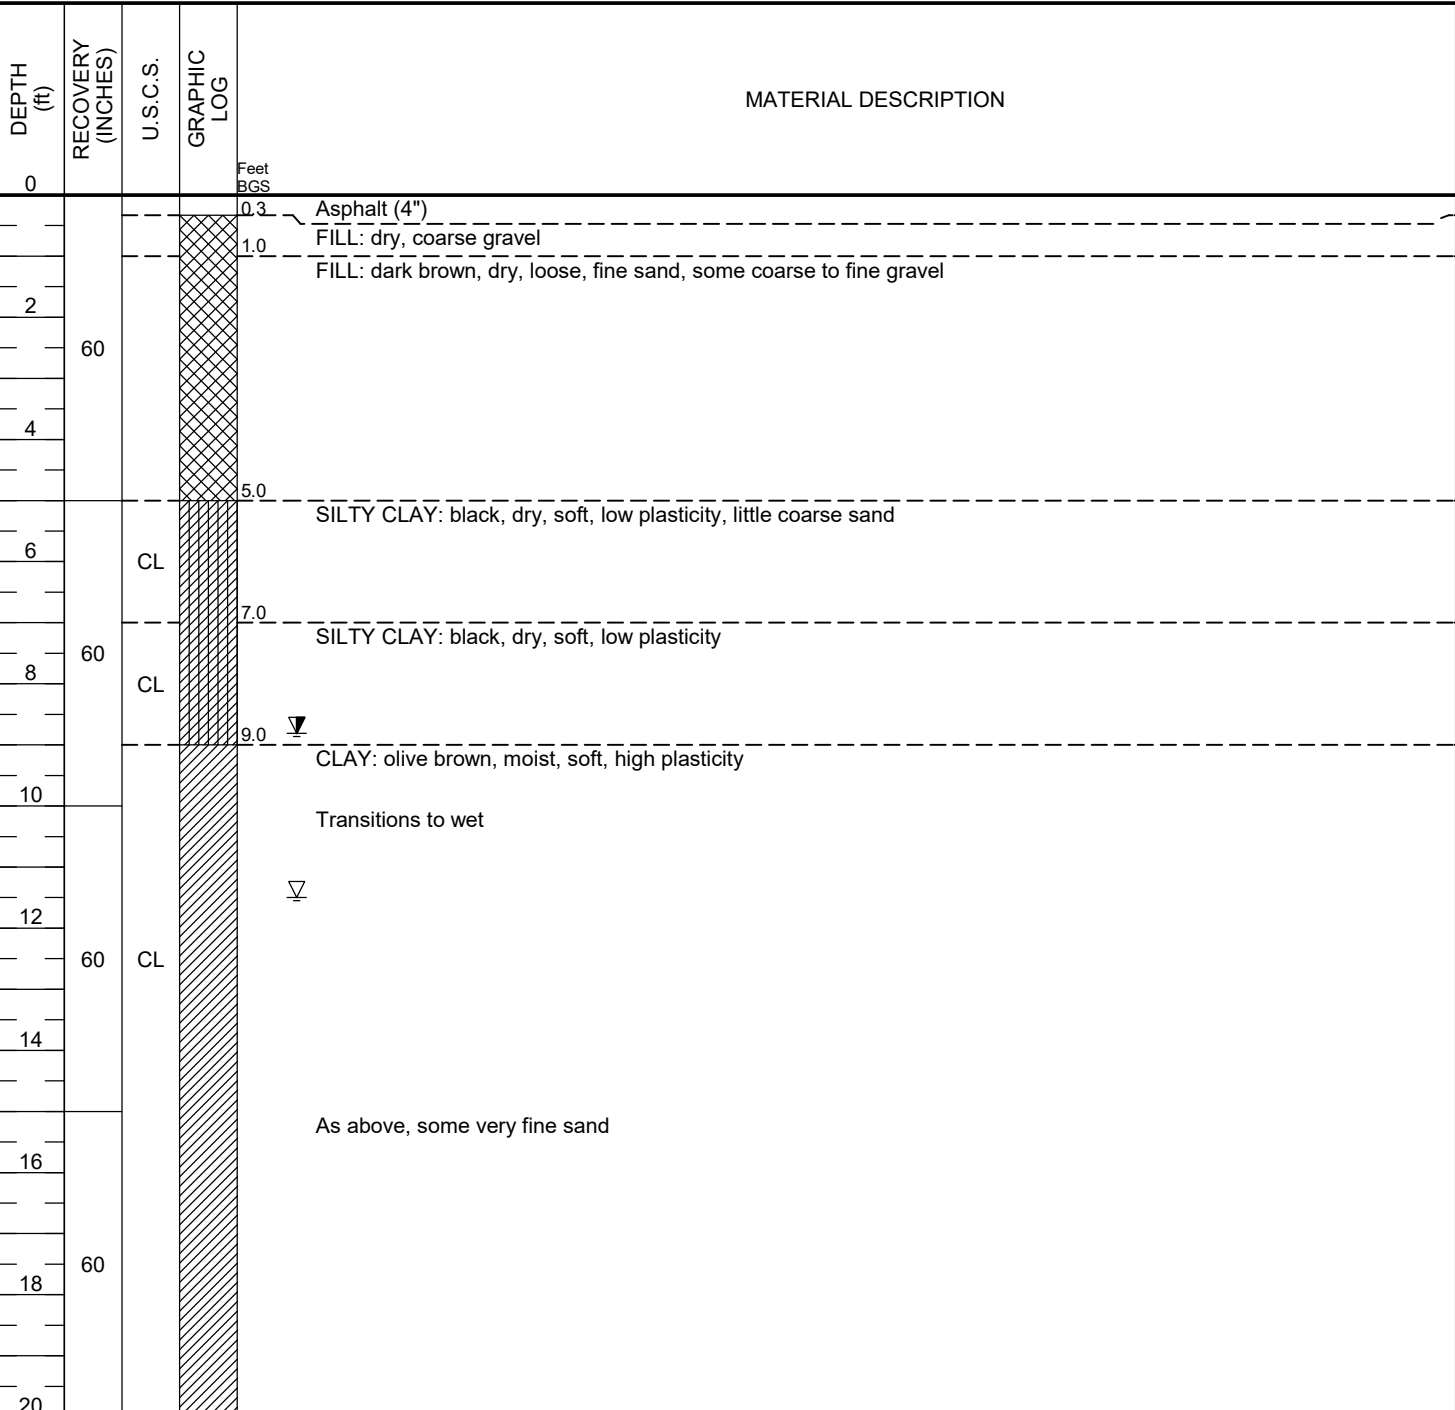 DEPTH
(ft)
RECOVERY
(INCHES)
U.S.C.S.
GRAPHIC
LOG
MATERIAL DESCRIPTION
Feet
BGS
0
0.3
Asphalt (4")
FILL: dry, coarse gravel
1.0
FILL: dark brown, dry, loose, fine sand, some coarse to fine gravel
2
60
4
5.0
SILTY CLAY: black, dry, soft, low plasticity, little coarse sand
6
CL
7.0
SILTY CLAY: black, dry, soft, low plasticity
60
8
CL
9.0
CLAY: olive brown, moist, soft, high plasticity
10
Transitions to wet
12
60
CL
14
As above, some very fine sand
16
60
18
20